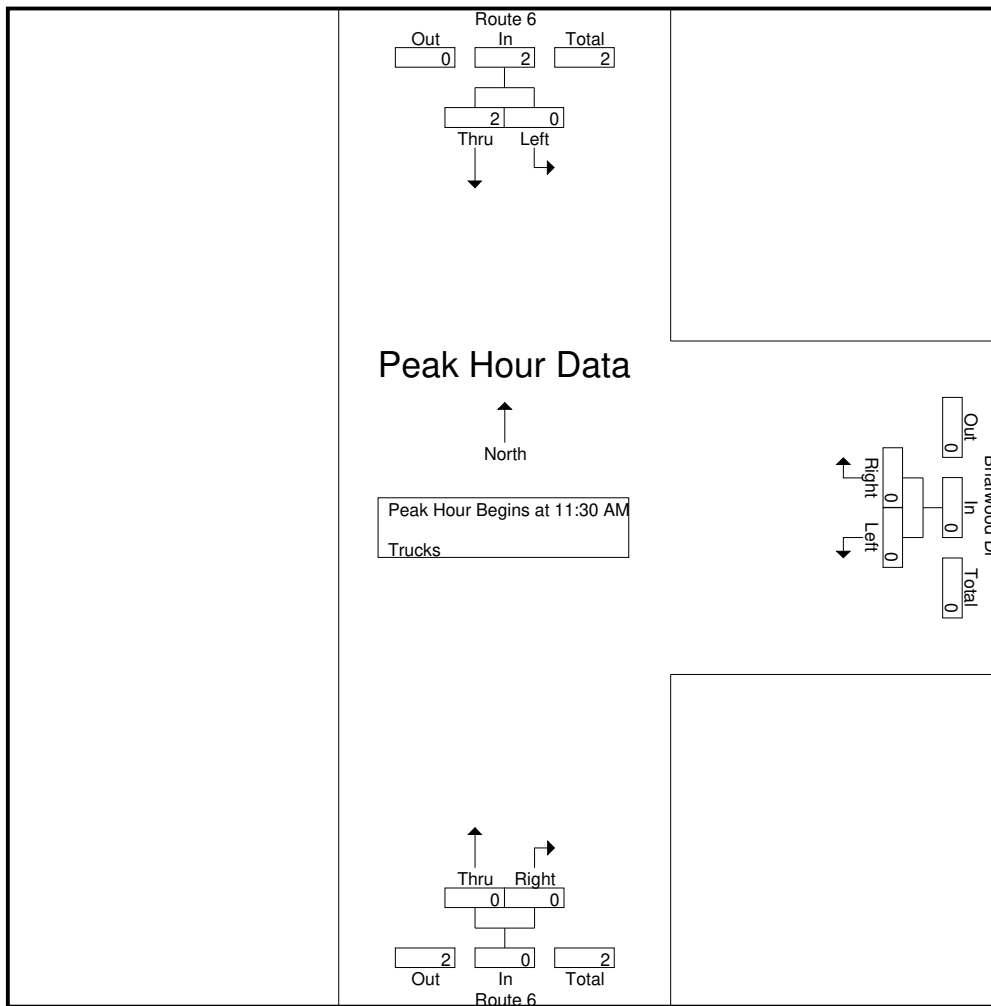 Route 6
Out In Total
0 2 2
2 0
Thru Left
Peak Hour Data
North
Peak Hour Begins at 11:30 AM
Trucks
Right Left
0 0
Out In Total
0 0 0
Thru Right
0 0
2 0 2
Out In Total
Route 6